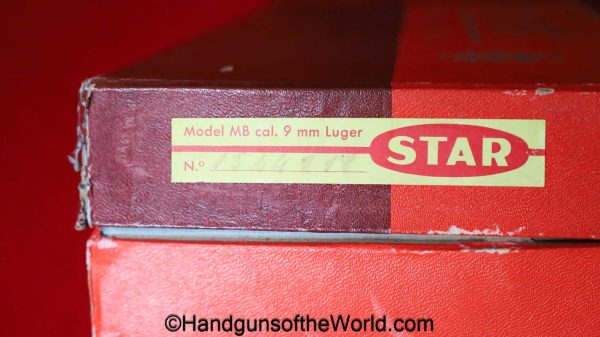 Model MB cal. 9 mm Luger
STAR
N.º
©HandgunsoftheWorld.com